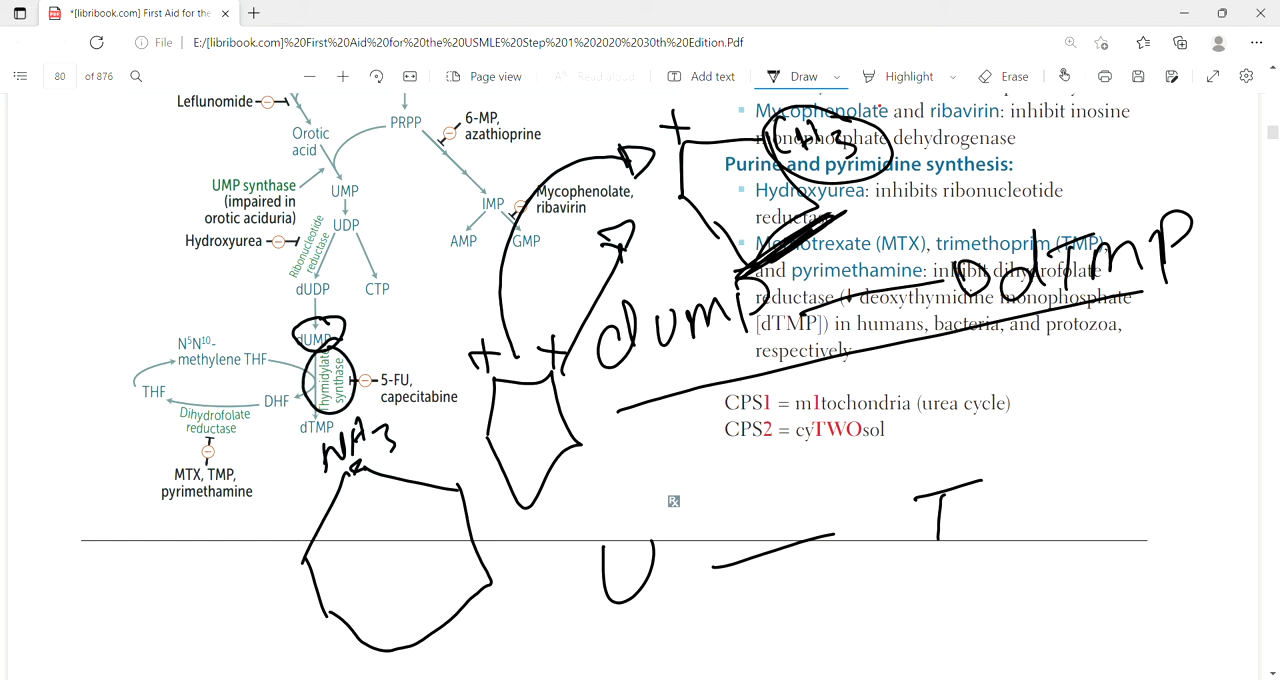 *[libribook.com] First Aid for the
File
E:/[libribook.com]%20First%20Aid%20for%20the%20USMLE%20Step%201%202020%2030th%20Edition.Pdf
80 of 876
Page view
Read aloud
Add text
Draw
Highlight
Erase
Leflunomide
Orotic
acid
PRPP
6-MP,
azathioprine
UMP synthase
(impaired in
orotic aciduria)
UMP
Hydroxyurea
UDP
Ribonucleotide
reductase
dUDP
CTP
IMP
Mycophenolate,
ribavirin
AMP
GMP
N5N10-
methylene THF
dUMP
Thymidylate
synthase
5-FU,
capecitabine
THF
DHF
Dihydrofolate
reductase
dTMP
MTX, TMP,
pyrimethamine
Mycophenolate and ribavirin: inhibit inosine
monophosphate dehydrogenase
Purine and pyrimidine synthesis:
Hydroxyurea: inhibits ribonucleotide
reductase
Methotrexate (MTX), trimethoprim (TMP),
and pyrimethamine: inhibit dihydrofolate
reductase (↓ deoxythymidine monophosphate
[dTMP]) in humans, bacteria, and protozoa,
respectively
CPS1 = m1tochondria (urea cycle)
CPS2 = cyTWOsol
Rx
CH3
dUMP
dTMP
NH3
U — T